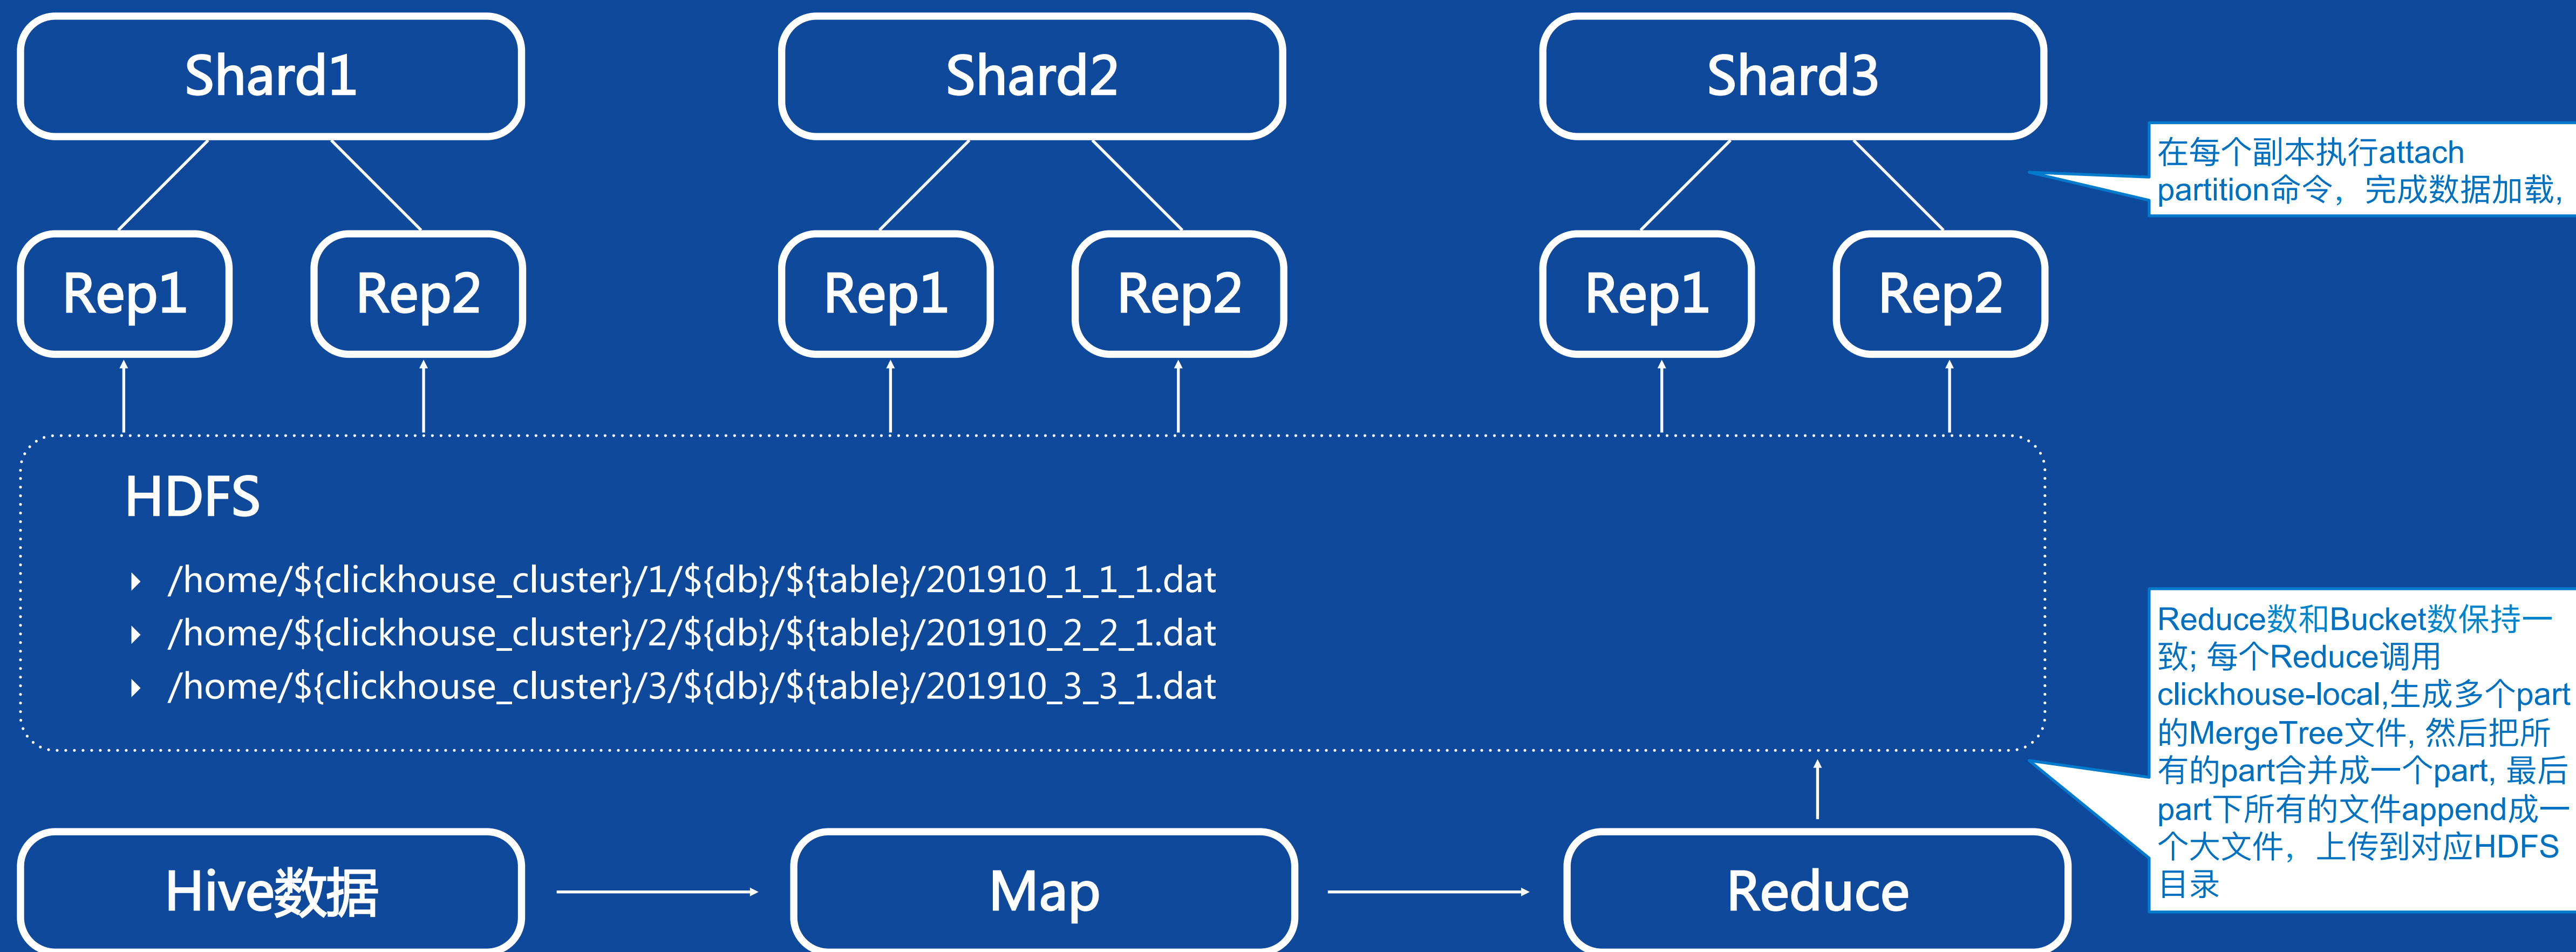 Shard1
Shard2
Shard3
在每个副本执行attach
partition命令，完成数据加载,
Rep1
Rep2
Rep1
Rep2
Rep1
Rep2
HDFS
/home/${clickhouse_cluster}/1/${db}/${table}/201910_1_1_1.dat
/home/${clickhouse_cluster}/2/${db}/${table}/201910_2_2_1.dat
/home/${clickhouse_cluster}/3/${db}/${table}/201910_3_3_1.dat
Reduce数和Bucket数保持一
致; 每个Reduce调用
clickhouse-local,生成多个part
的MergeTree文件, 然后把所
有的part合并成一个part, 最后
part下所有的文件append成一
个大文件，上传到对应HDFS
目录
Hive数据
Map
Reduce